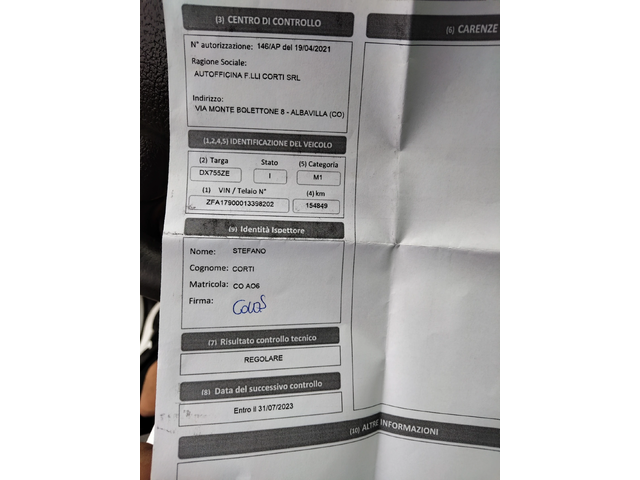 (3) CENTRO DI CONTROLLO
(6) CARENZE
N° autorizzazione: 146/AP del 19/04/2021
Ragione Sociale:
AUTOFFICINA F.LLI CORTI SRL
Indirizzo:
VIA MONTE BOLETTONE 8 - ALBAVILLA (CO)
(1,2,4,5) IDENTIFICAZIONE DEL VEICOLO
(2) Targa Stato (5) Categoria
DX755ZE I M1
(1) VIN / Telaio N° (4) km
ZFA17900013398202 154849
(9) Identità Ispettore
Nome: STEFANO
Cognome: CORTI
Matricola: CO AO6
Firma:
(7) Risultato controllo tecnico
REGOLARE
(8) Data del successivo controllo
Entro Il 31/07/2023
(10) ALTRE INFORMAZIONI